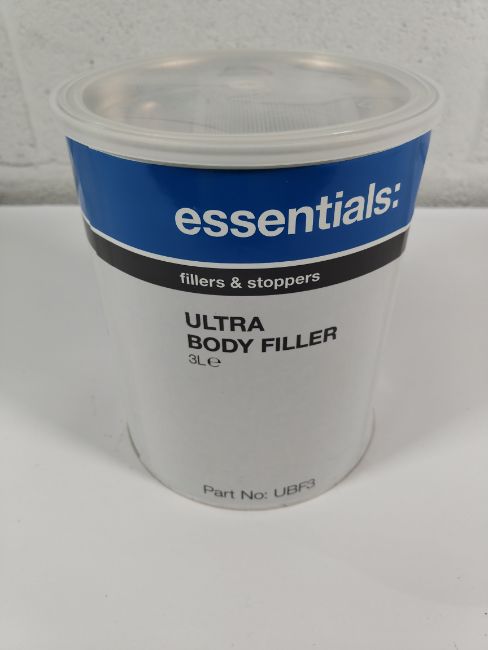 essentials:
fillers & stoppers
ULTRA
BODY FILLER
3L℮
Part No: UBF3